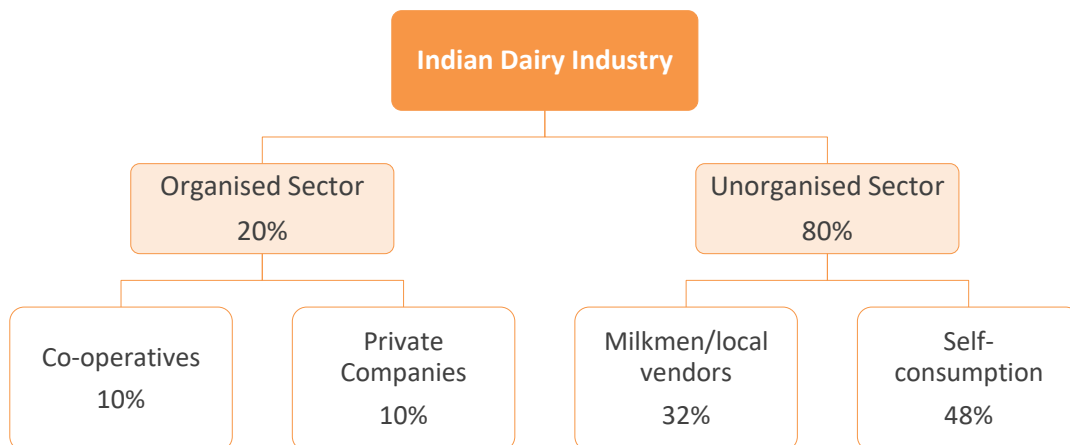 Indian Dairy Industry
Organised Sector
20%
Unorganised Sector
80%
Co-operatives
10%
Private
Companies
10%
Milkmen/local
vendors
32%
Self-
consumption
48%